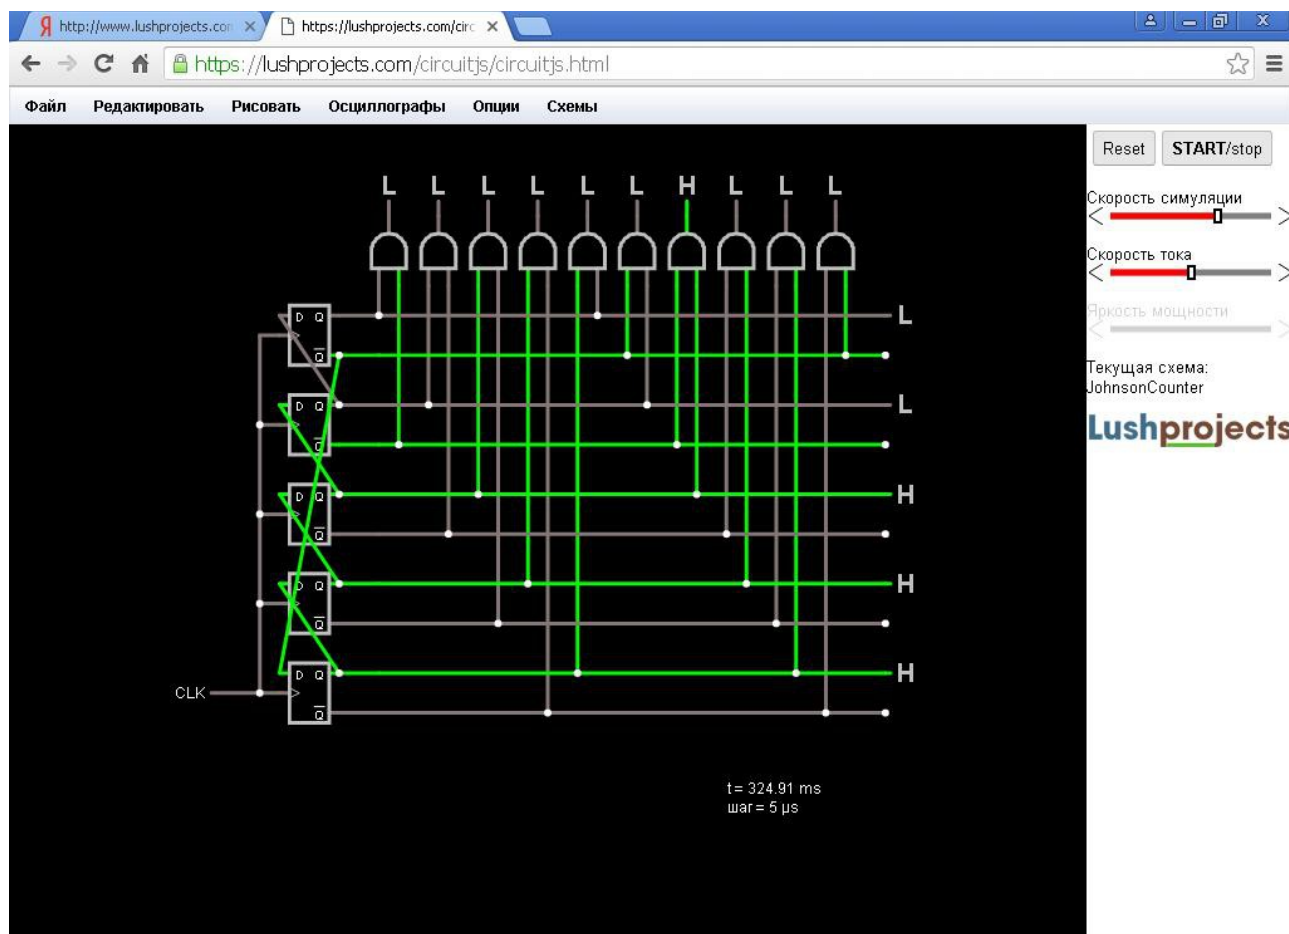 http://www.lushprojects.con
https://lushprojects.com/circ
https://lushprojects.com/circuitjs/circuitjs.html
Файл Редактировать Рисовать Осциллографы Опции Схемы
Reset START/stop
Скорость симуляции
Скорость тока
Яркость мощности
Текущая схема:
JohnsonCounter
Lushprojects
L L L L L L H L L L
D Q
Q
L
D Q
Q
L
D Q
Q
H
D Q
Q
H
D Q
Q
H
CLK
t = 324.91 ms
шаг = 5 μs